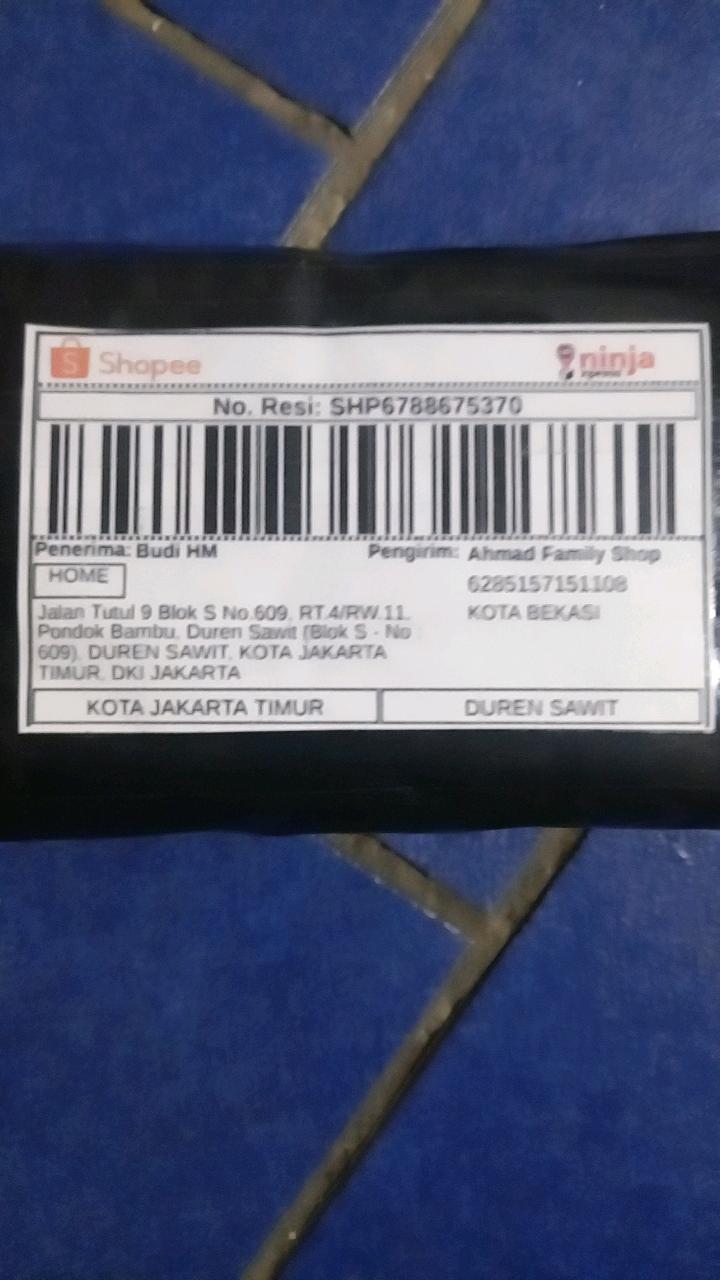 Shopee
ninja
xpress
No. Resi: SHP6788675370
Penerima: Budi HM
Pengirim: Ahmad Family Shop
HOME
6285157151108
KOTA BEKASI
Jalan Tutul 9 Blok S No.609, RT.4/RW.11,
Pondok Bambu, Duren Sawit (Blok S - No
609), DUREN SAWIT, KOTA JAKARTA
TIMUR, DKI JAKARTA
KOTA JAKARTA TIMUR
DUREN SAWIT